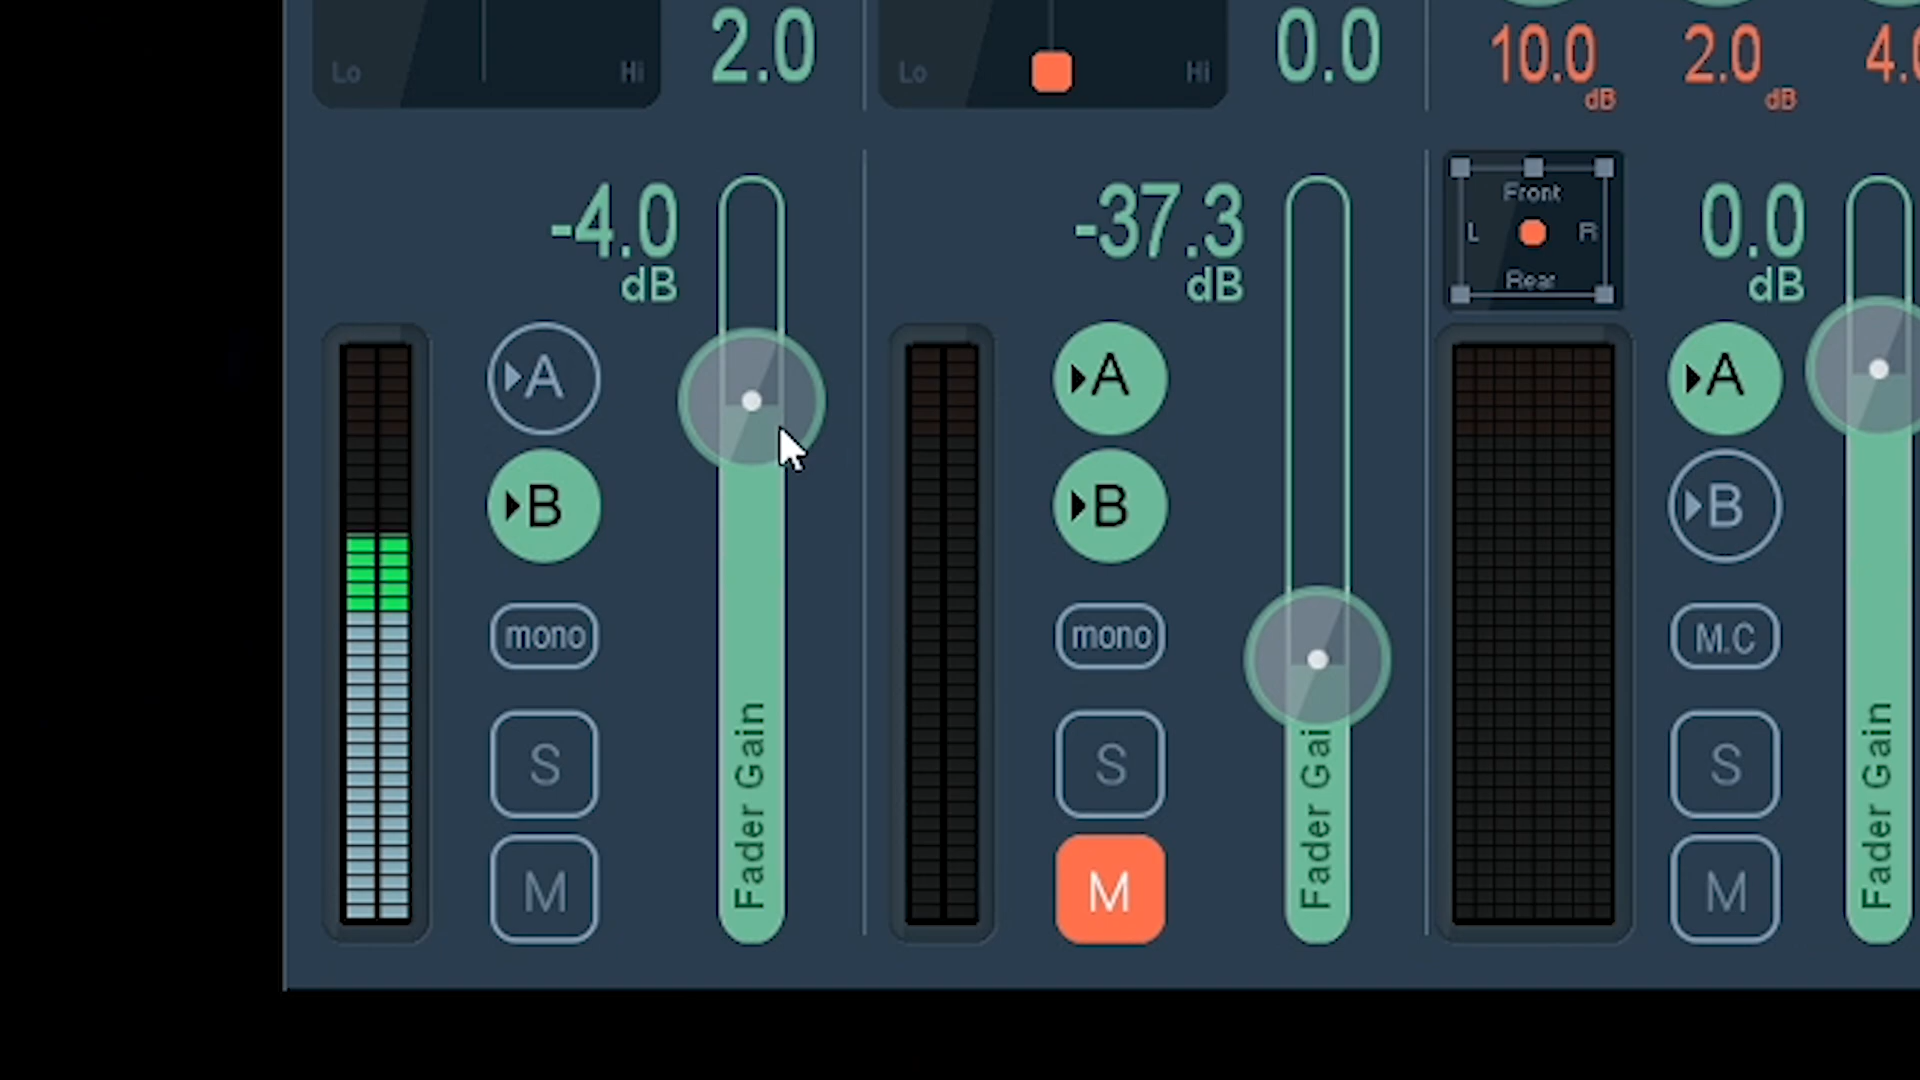 Lo Hi 2.0
Lo Hi 0.0
10.0 dB
2.0 dB
-4.0
dB
A
B
mono
S
M
Fader Gain
-37.3
dB
A
B
mono
S
M
Fader Gai
Front
L R
Rear
0.0
dB
A
B
M.C
S
M
Fader Gain